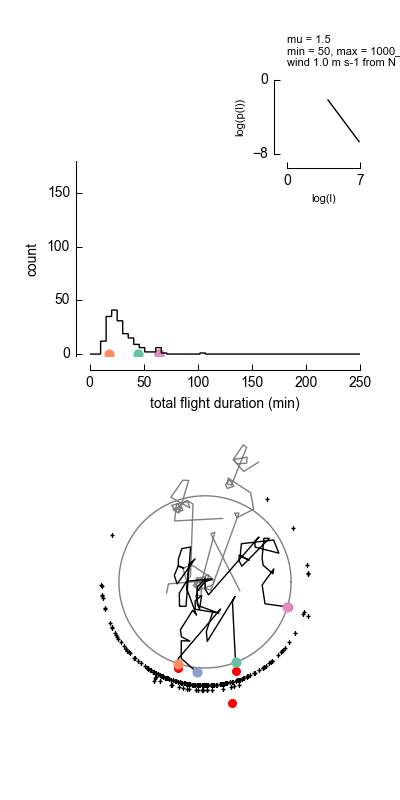 mu = 1.5
min = 50, max = 1000_
wind 1.0 m s-1 from N
0
log(p(l))
−8
0 7
log(l)
150
count
100
50
0
0 50 100 150 200 250
total flight duration (min)